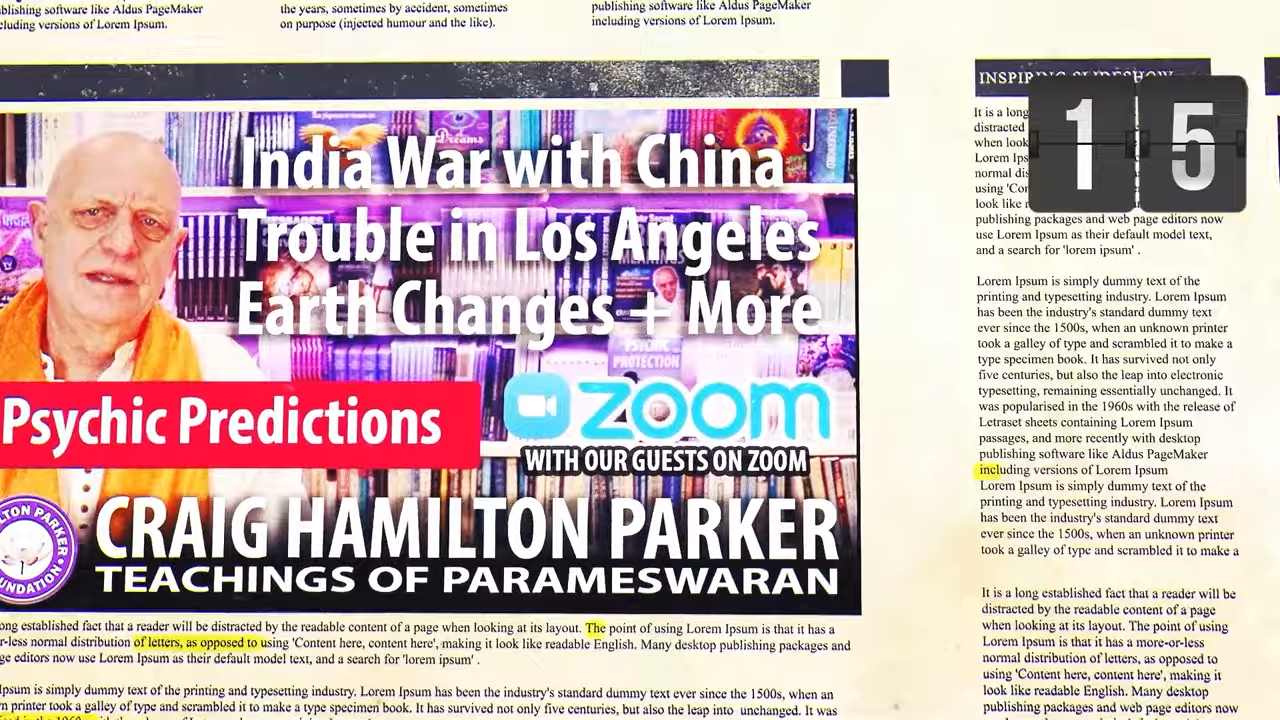 ublishing software like Aldus PageMaker
cluding versions of Lorem Ipsum.
the years, sometimes by accident, sometimes
on purpose (injected humour and the like).
publishing software like Aldus PageMaker
including versions of Lorem Ipsum.
India War with China
Trouble in Los Angeles
Earth Changes + More
Psychic Predictions
zoom
WITH OUR GUESTS ON ZOOM
CRAIG HAMILTON PARKER
TEACHINGS OF PARAMESWARAN
LTON PARKER
UNDATION
Dreams
PSYCHIC
PROTECTION
ong established fact that a reader will be distracted by the readable content of a page when looking at its layout. The point of using Lorem Ipsum is that it has a
r-less normal distribution of letters, as opposed to using 'Content here, content here', making it look like readable English. Many desktop publishing packages and
ge editors now use Lorem Ipsum as their default model text, and a search for 'lorem ipsum' .
Ipsum is simply dummy text of the printing and typesetting industry. Lorem Ipsum has been the industry's standard dummy text ever since the 1500s, when an
n printer took a galley of type and scrambled it to make a type specimen book. It has survived not only five centuries, but also the leap into unchanged. It was
INSPIRING SLIDESHOW
15
It is a long
distracted
when look
Lorem Ips
normal dis
using 'Con
look like r
publishing packages and web page editors now
use Lorem Ipsum as their default model text,
and a search for 'lorem ipsum' .
Lorem Ipsum is simply dummy text of the
printing and typesetting industry. Lorem Ipsum
has been the industry's standard dummy text
ever since the 1500s, when an unknown printer
took a galley of type and scrambled it to make a
type specimen book. It has survived not only
five centuries, but also the leap into electronic
typesetting, remaining essentially unchanged. It
was popularised in the 1960s with the release of
Letraset sheets containing Lorem Ipsum
passages, and more recently with desktop
publishing software like Aldus PageMaker
including versions of Lorem Ipsum
Lorem Ipsum is simply dummy text of the
printing and typesetting industry. Lorem Ipsum
has been the industry's standard dummy text
ever since the 1500s, when an unknown printer
took a galley of type and scrambled it to make a
It is a long established fact that a reader will be
distracted by the readable content of a page
when looking at its layout. The point of using
Lorem Ipsum is that it has a more-or-less
normal distribution of letters, as opposed to
using 'Content here, content here', making it
look like readable English. Many desktop
publishing packages and web page editors now